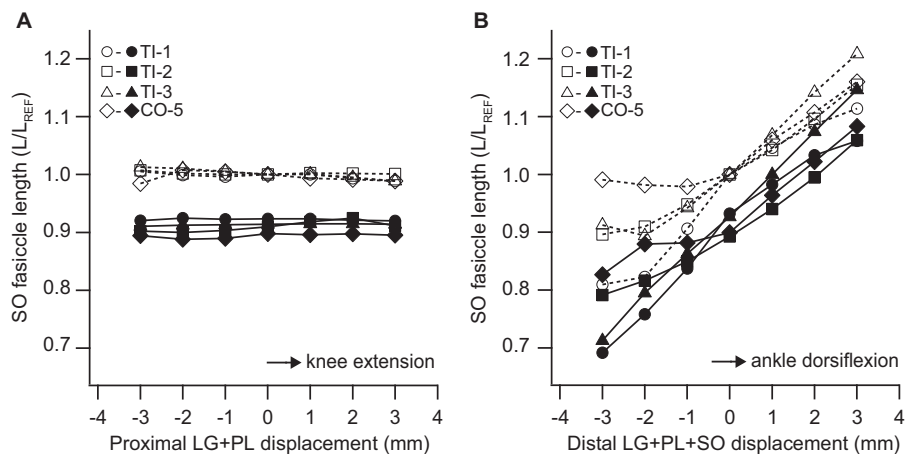 A
B
SO fasiccle length (L/L_REF)
1.2
1.1
1.0
0.9
0.8
0.7
TI-1
TI-2
TI-3
CO-5
knee extension
-4 -3 -2 -1 0 1 2 3 4
Proximal LG+PL displacement (mm)
SO fasiccle length (L/L_REF)
1.2
1.1
1.0
0.9
0.8
0.7
TI-1
TI-2
TI-3
CO-5
ankle dorsiflexion
-4 -3 -2 -1 0 1 2 3 4
Distal LG+PL+SO displacement (mm)